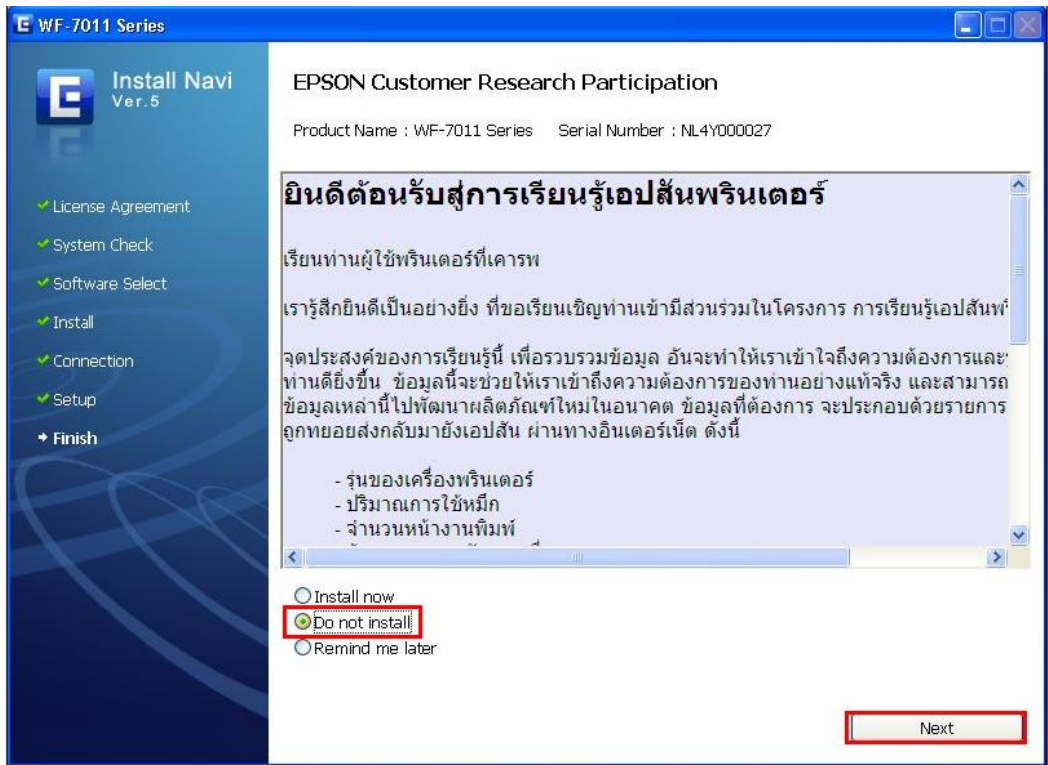 WF-7011 Series
Install Navi
Ver.5
License Agreement
System Check
Software Select
Install
Connection
Setup
Finish
EPSON Customer Research Participation
Product Name : WF-7011 Series Serial Number : NL4Y000027
ยินดีต้อนรับสู่การเรียนรู้เอปสันพรินเตอร์
เรียนท่านผู้ใช้พรินเตอร์ที่เคารพ
เรารู้สึกยินดีเป็นอย่างยิ่ง ที่ขอเรียนเชิญท่านเข้ามีส่วนร่วมในโครงการ การเรียนรู้เอปสันพ
จุดประสงค์ของการเรียนรู้นี้ เพื่อรวบรวมข้อมูล อันจะทำให้เราเข้าใจถึงความต้องการและ
ท่านดียิ่งขึ้น ข้อมูลนี้จะช่วยให้เราเข้าถึงความต้องการของท่านอย่างแท้จริง และสามารถ
ข้อมูลเหล่านี้ไปพัฒนาผลิตภัณฑ์ใหม่ในอนาคต ข้อมูลที่ต้องการ จะประกอบด้วยรายการ
ถูกทยอยส่งกลับมายังเอปสัน ผ่านทางอินเตอร์เน็ต ดังนี้
- รุ่นของเครื่องพรินเตอร์
- ปริมาณการใช้หมึก
- จำนวนหน้างานพิมพ์
Install now
Do not install
Remind me later
Next